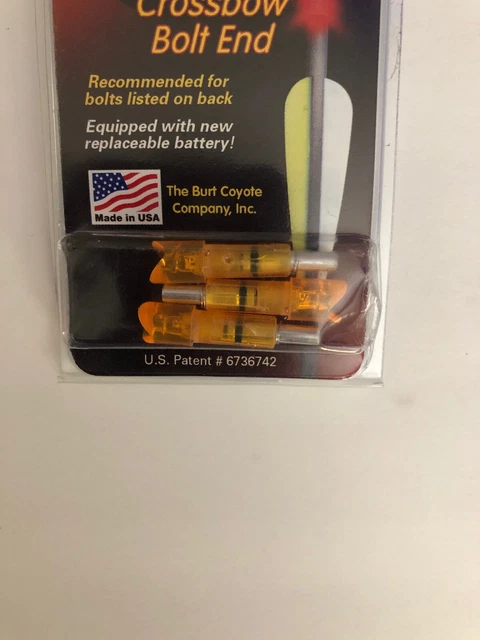 Crossbow
Bolt End
Recommended for
bolts listed on back
Equipped with new
replaceable battery!
Made in USA
The Burt Coyote
Company, Inc.
U.S. Patent # 6736742